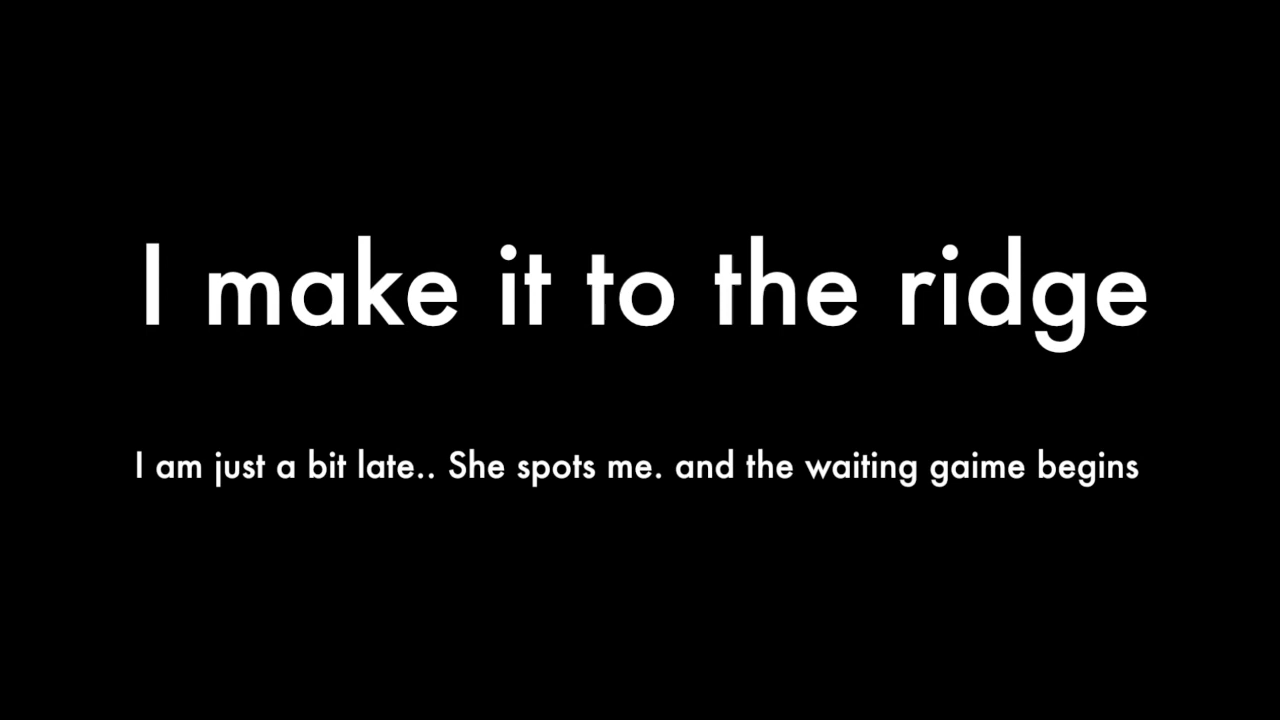 I make it to the ridge
I am just a bit late.. She spots me. and the waiting gaime begins